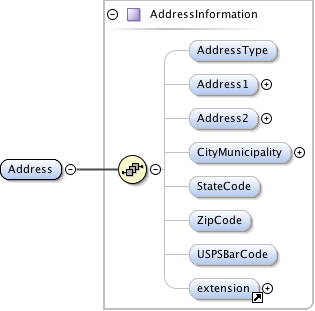 AddressInformation
AddressType
Address1
Address2
CityMunicipality
Address
StateCode
ZipCode
USPSBarCode
extension